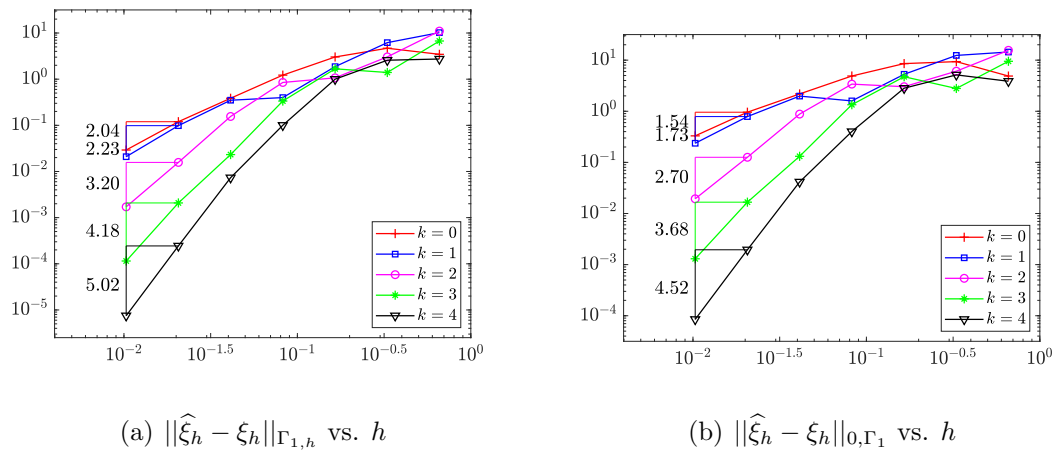 10^1
10^0
10^{-1}
10^{-2}
10^{-3}
10^{-4}
10^{-5}
2.04
2.23
3.20
4.18
5.02
k = 0
k = 1
k = 2
k = 3
k = 4
10^{-2}
10^{-1.5}
10^{-1}
10^{-0.5}
10^0
(a) ||\widehat{ξ}_h − ξ_h||_{Γ_{1,h}} vs. h
10^1
10^0
10^{-1}
10^{-2}
10^{-3}
10^{-4}
1.54
1.73
2.70
3.68
4.52
k = 0
k = 1
k = 2
k = 3
k = 4
10^{-2}
10^{-1.5}
10^{-1}
10^{-0.5}
10^0
(b) ||\widehat{ξ}_h − ξ_h||_{0,Γ_1} vs. h